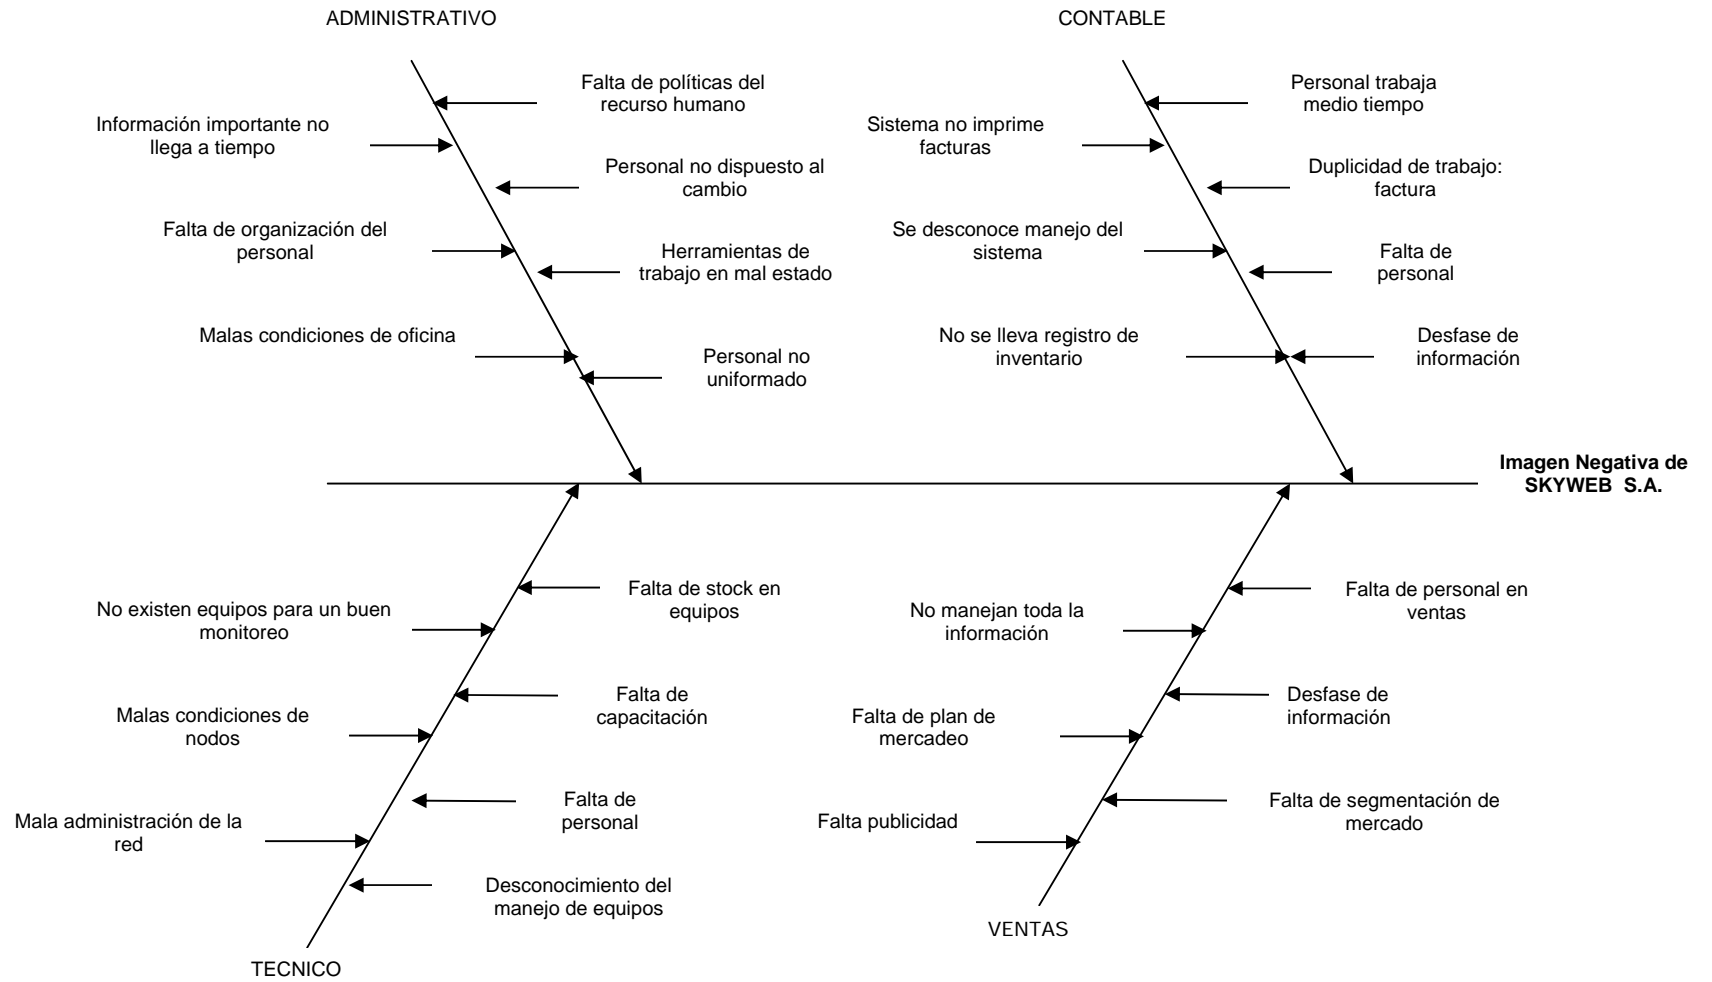 ADMINISTRATIVO
CONTABLE
Falta de políticas del
recurso humano
Información importante no
llega a tiempo
Personal no dispuesto al
cambio
Falta de organización del
personal
Herramientas de
trabajo en mal estado
Malas condiciones de oficina
Personal no
uniformado
Personal trabaja
medio tiempo
Sistema no imprime
facturas
Duplicidad de trabajo:
factura
Se desconoce manejo del
sistema
Falta de
personal
No se lleva registro de
inventario
Desfase de
información
Imagen Negativa de
SKYWEB  S.A.
Falta de stock en
equipos
No existen equipos para un buen
monitoreo
Falta de
capacitación
Malas condiciones de
nodos
Falta de
personal
Mala administración de la
red
Desconocimiento del
manejo de equipos
TECNICO
Falta de personal en
ventas
No manejan toda la
información
Desfase de
información
Falta de plan de
mercadeo
Falta de segmentación de
mercado
Falta publicidad
VENTAS